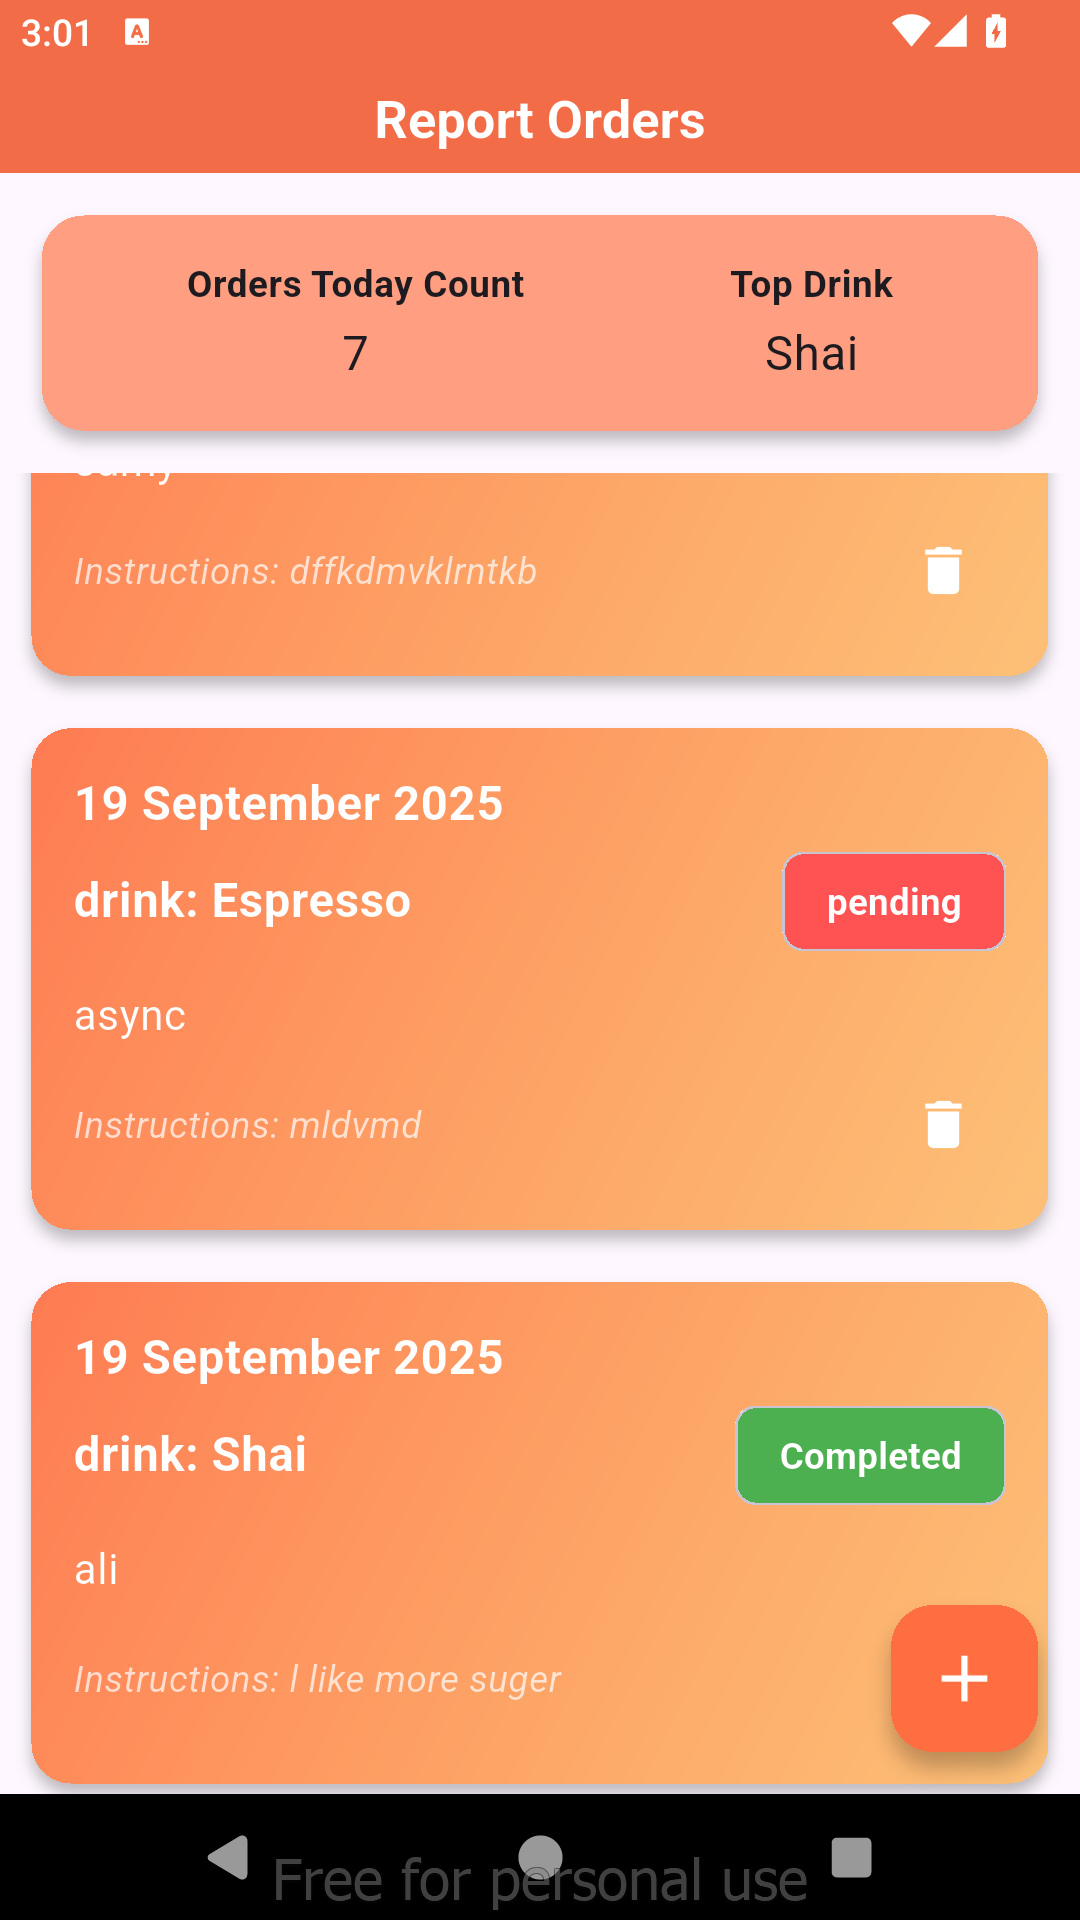 3:01
Report Orders
Orders Today Count
Top Drink
7
Shai
Instructions: dffkdmvklrntkb
19 September 2025
drink: Espresso
pending
async
Instructions: mldvmd
19 September 2025
drink: Shai
Completed
ali
Instructions: I like more suger
Free for personal use